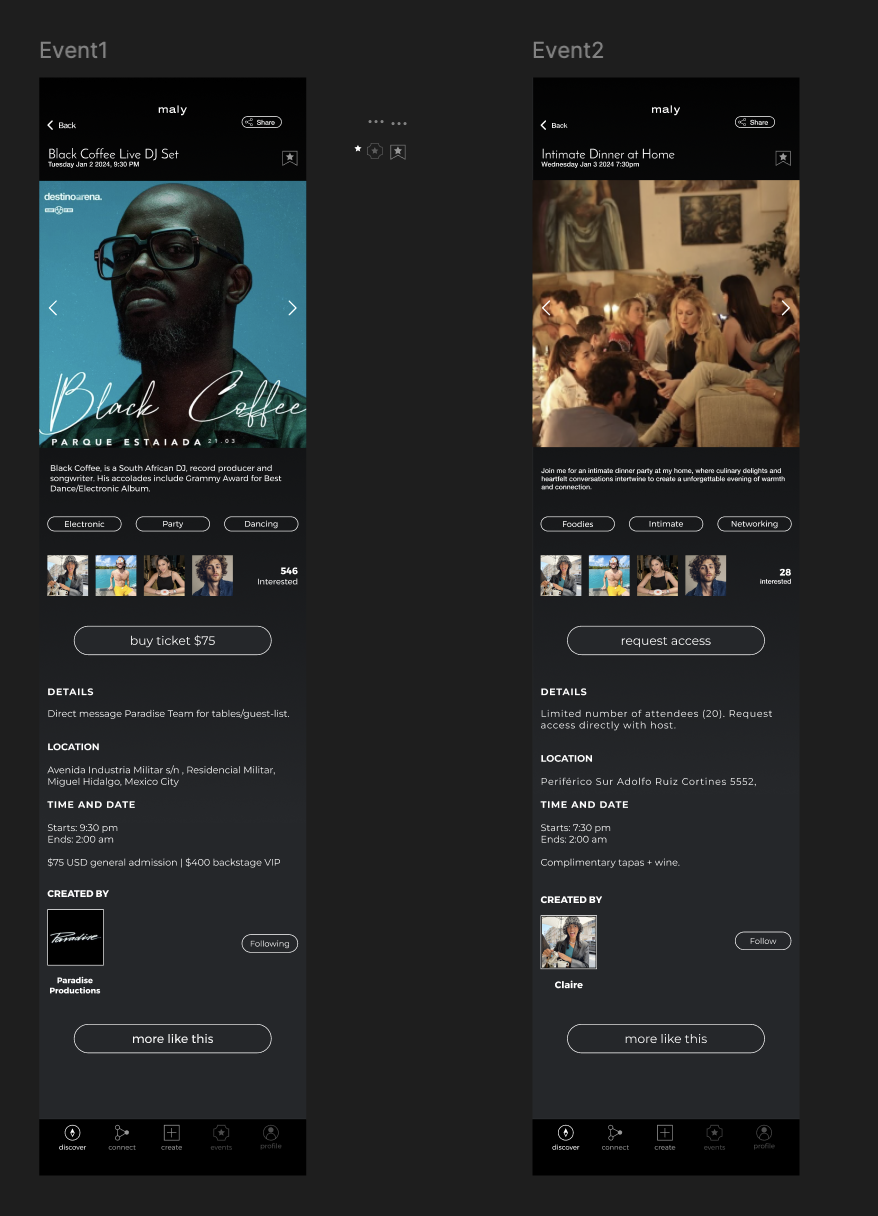 Event1
maly
Back
Share
Black Coffee Live DJ Set
Tuesday Jan 2 2024, 9:30 PM
destinoarena.
Black Coffee
PARQUE ESTAIADA 21.03
Black Coffee, is a South African DJ, record producer and
songwriter. His accolades include Grammy Award for Best
Dance/Electronic Album.
Electronic
Party
Dancing
546
Interested
buy ticket $75
DETAILS
Direct message Paradise Team for tables/guest-list.
LOCATION
Avenida Industria Militar s/n , Residencial Militar,
Miguel Hidalgo, Mexico City
TIME AND DATE
Starts: 9:30 pm
Ends: 2:00 am
$75 USD general admission | $400 backstage VIP
CREATED BY
Paradise
Following
Paradise
Productions
more like this
discover
connect
create
events
profile
Event2
maly
Back
Share
Intimate Dinner at Home
Wednesday Jan 3 2024 7:30pm
Join me for an intimate dinner party at my home, where culinary delights and
heartfelt conversations intertwine to create a unforgettable evening of warmth
and connection.
Foodies
Intimate
Networking
28
interested
request access
DETAILS
Limited number of attendees (20). Request
access directly with host.
LOCATION
Periférico Sur Adolfo Ruiz Cortines 5552,
TIME AND DATE
Starts: 7:30 pm
Ends: 2:00 am
Complimentary tapas + wine.
CREATED BY
Follow
Claire
more like this
discover
connect
create
events
profile